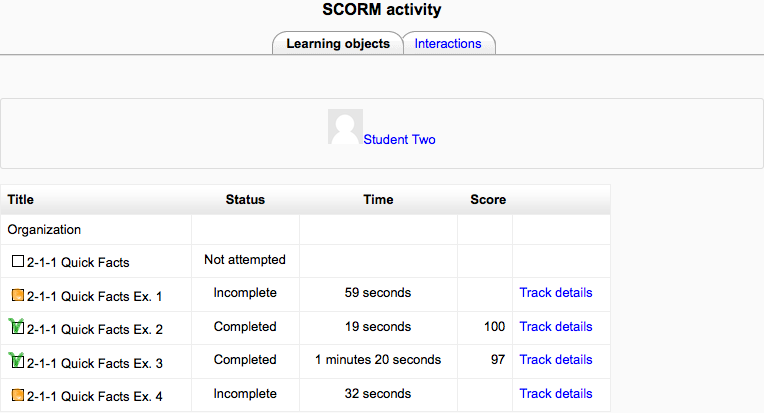 SCORM activity
Learning objects Interactions
Student Two
Title Status Time Score
Organization
2-1-1 Quick Facts Not attempted
2-1-1 Quick Facts Ex. 1 Incomplete 59 seconds Track details
2-1-1 Quick Facts Ex. 2 Completed 19 seconds 100 Track details
2-1-1 Quick Facts Ex. 3 Completed 1 minutes 20 seconds 97 Track details
2-1-1 Quick Facts Ex. 4 Incomplete 32 seconds Track details